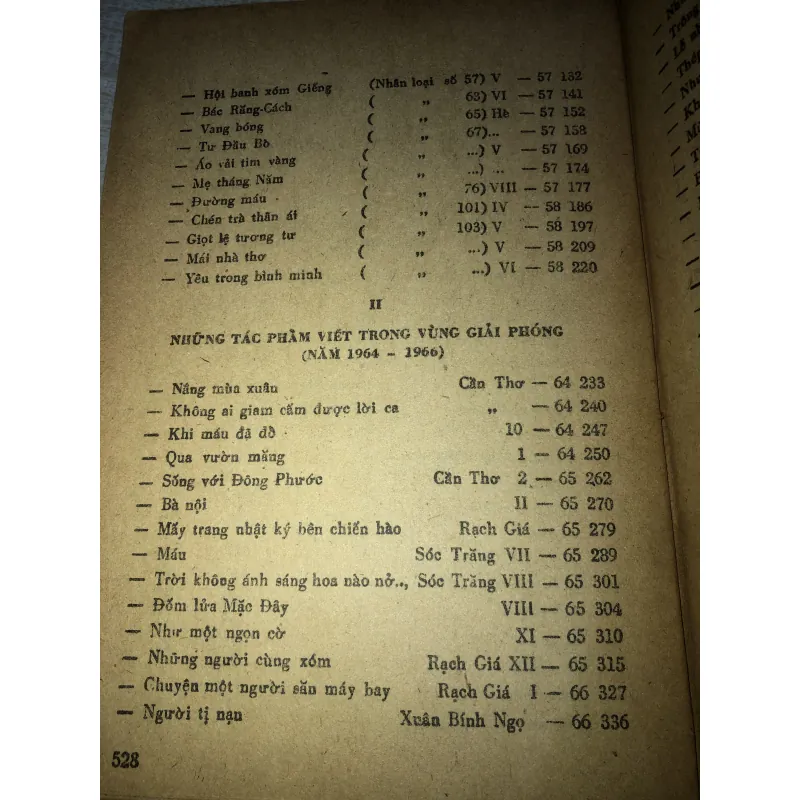 — Hội banh xóm Giếng (Nhân loại số 57) V — 57 132
— Bác Răng-Cách ( „ 63) VI — 57 141
— Vang bóng ( „ 65) Hè — 57 152
— Tư Đầu Bò ( „ 67)... — 57 158
— Áo vải tim vàng ( „ ...) V — 57 169
— Mẹ tháng Năm ( „ ...) ... — 57 174
— Đường máu ( „ 76) VIII — 57 177
— Chén trà thân ái ( „ 101) IV — 58 186
— Giọt lệ tương tư ( „ 103) V — 58 197
— Mái nhà thơ ( „ ...) V — 58 209
— Yêu trong bình minh ( „ ...) VI — 58 220
II
NHỮNG TÁC PHẨM VIẾT TRONG VÙNG GIẢI PHÓNG
(NĂM 1964 – 1966)
— Nắng mùa xuân Cần Thơ — 64 233
— Không ai giam cấm được lời ca „ — 64 240
— Khi máu đã đổ 10 — 64 247
— Qua vườn măng 1 — 64 250
— Sống với Đông Phước Cần Thơ 2 — 65 262
— Bà nội II — 65 270
— Mấy trang nhật ký bên chiến hào Rạch Giá — 65 279
— Máu Sóc Trăng VII — 65 289
— Trời không ánh sáng hoa nào nở.., Sóc Trăng VIII — 65 301
— Đốm lửa Mặc Đây VIII — 65 304
— Như một ngọn cờ XI — 65 310
— Những người cùng xóm Rạch Giá XII — 65 315
— Chuyện một người săn máy bay Rạch Giá I — 66 327
— Người tị nạn Xuân Bính Ngọ — 66 336
528